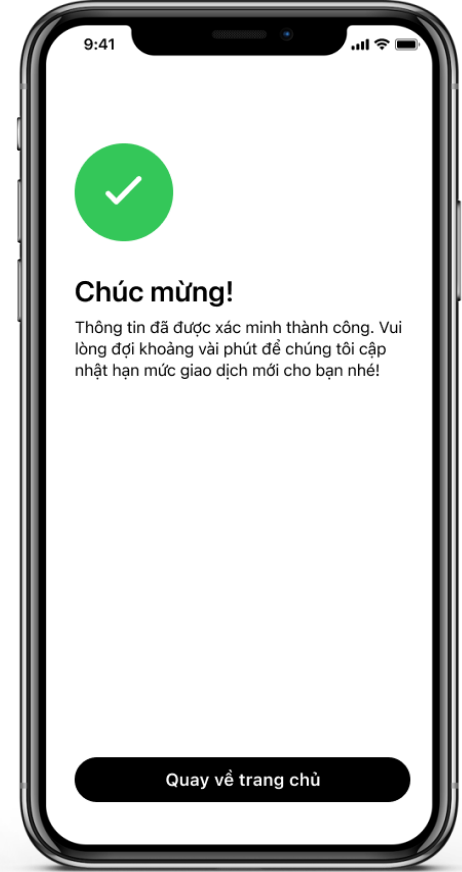 9:41
Chúc mừng!
Thông tin đã được xác minh thành công. Vui
lòng đợi khoảng vài phút để chúng tôi cập
nhật hạn mức giao dịch mới cho bạn nhé!
Quay về trang chủ